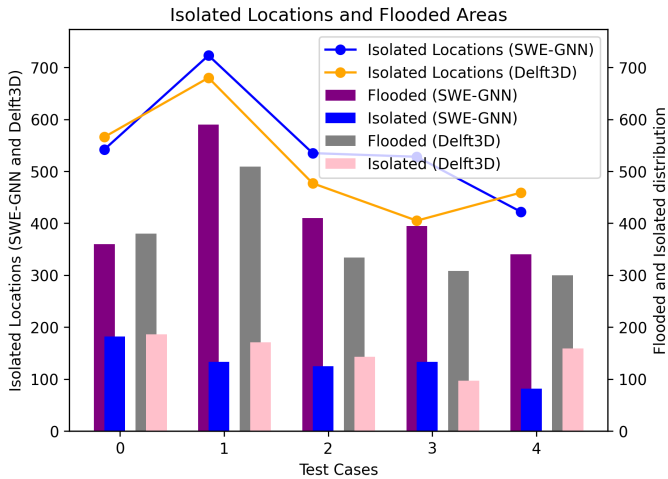 Isolated Locations and Flooded Areas
Isolated Locations (SWE-GNN and Delft3D)
700
600
500
400
300
200
100
0
Isolated Locations (SWE-GNN)
Isolated Locations (Delft3D)
Flooded (SWE-GNN)
Isolated (SWE-GNN)
Flooded (Delft3D)
Isolated (Delft3D)
700
600
500
400
300
200
100
0
Flooded and Isolated distribution
0 1 2 3 4
Test Cases